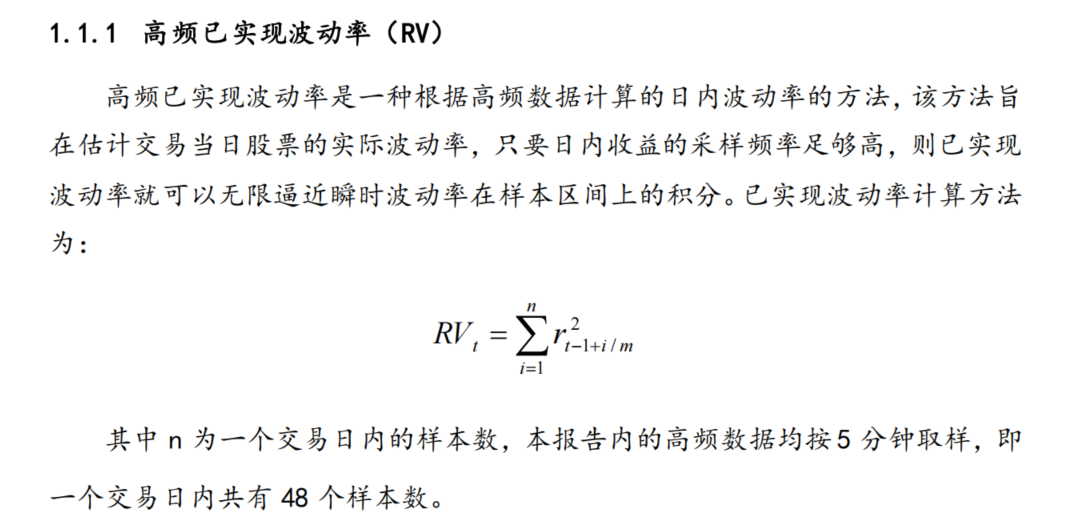 1.1.1 高频已实现波动率（RV）
高频已实现波动率是一种根据高频数据计算的日内波动率的方法，该方法旨
在估计交易当日股票的实际波动率，只要日内收益的采样频率足够高，则已实现
波动率就可以无限逼近瞬时波动率在样本区间上的积分。已实现波动率计算方法
为：
$RV_t = \sum_{i=1}^{n} r_{t-1+i/m}^2$
其中 n 为一个交易日内的样本数，本报告内的高频数据均按 5 分钟取样，即
一个交易日内共有 48 个样本数。